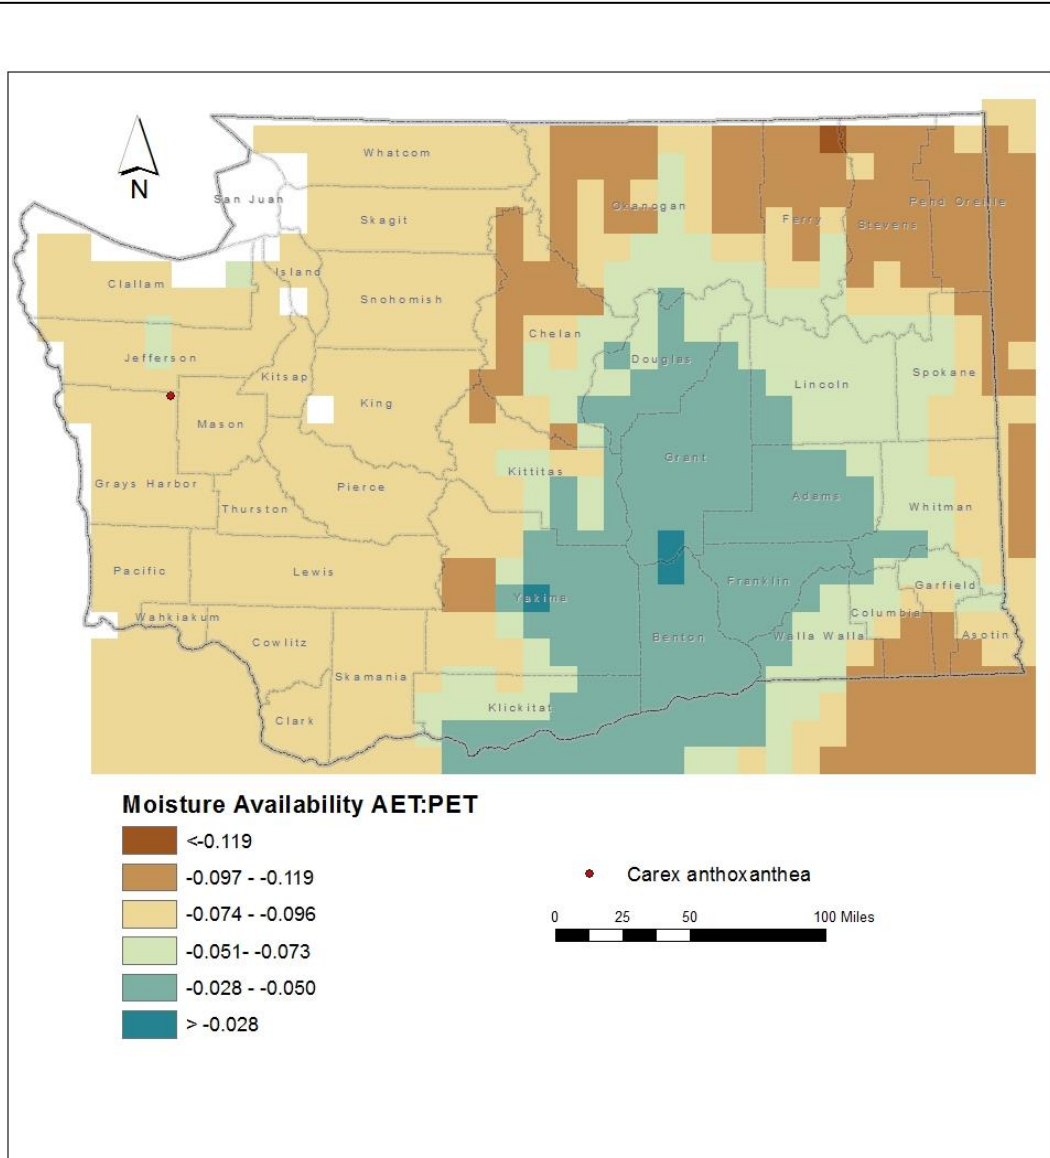 Whatcom
N
San Juan
Skagit
Okanogan
Pend Oreille
Ferry
Stevens
Island
Clallam
Snohomish
Chelan
Jefferson
Douglas
Kitsap
Spokane
Lincoln
King
Mason
Grant
Kittitas
Grays Harbor
Pierce
Adams
Thurston
Whitman
Pacific
Lewis
Franklin
Garfield
Yakima
Columbia
Wahkiakum
Cowlitz
Benton
Walla Walla
Asotin
Skamania
Klickitat
Clark
Moisture Availability AET:PET
<-0.119
-0.097 - -0.119
-0.074 - -0.096
-0.051- -0.073
-0.028 - -0.050
> -0.028
Carex anthoxanthea
0 25 50 100 Miles